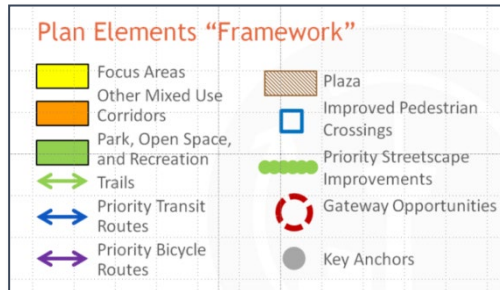 Plan Elements “Framework”
Focus Areas
Other Mixed Use
Corridors
Park, Open Space,
and Recreation
Trails
Priority Transit
Routes
Priority Bicycle
Routes
Plaza
Improved Pedestrian
Crossings
Priority Streetscape
Improvements
Gateway Opportunities
Key Anchors